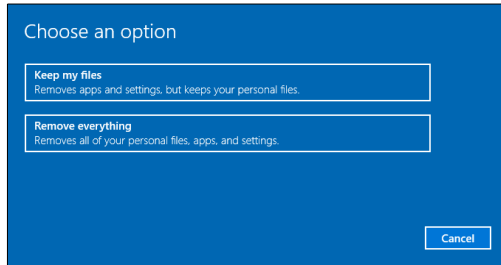 Choose an option
Keep my files
Removes apps and settings, but keeps your personal files.
Remove everything
Removes all of your personal files, apps, and settings.
Cancel